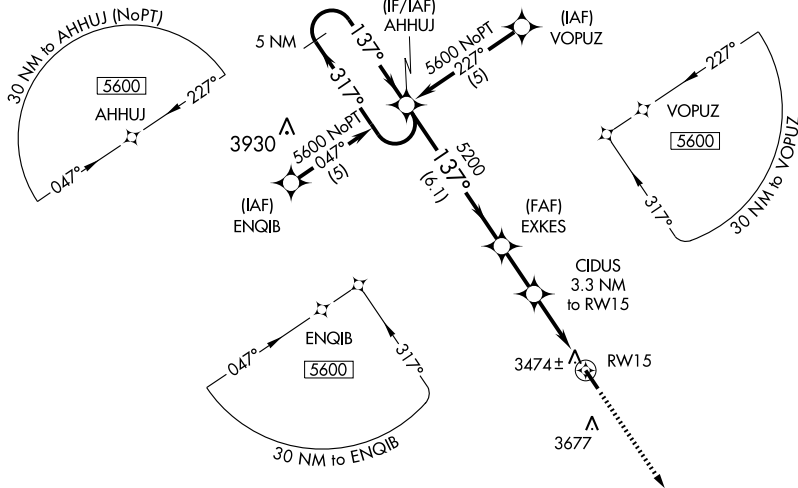 30 NM to AHHUJ (NoPT)
5600
AHHUJ
227°
047°
5 NM
137°
317°
(IF/IAF)
AHHUJ
(IAF)
VOPUZ
5600 NoPT
227°
(5)
3930
5600 NoPT
047°
(5)
(IAF)
ENQIB
5200
137°
(6.1)
227°
VOPUZ
5600
317°
30 NM to VOPUZ
(FAF)
EXKES
CIDUS
3.3 NM
to RW15
ENQIB
5600
047°
317°
30 NM to ENQIB
3474±
RW15
3677